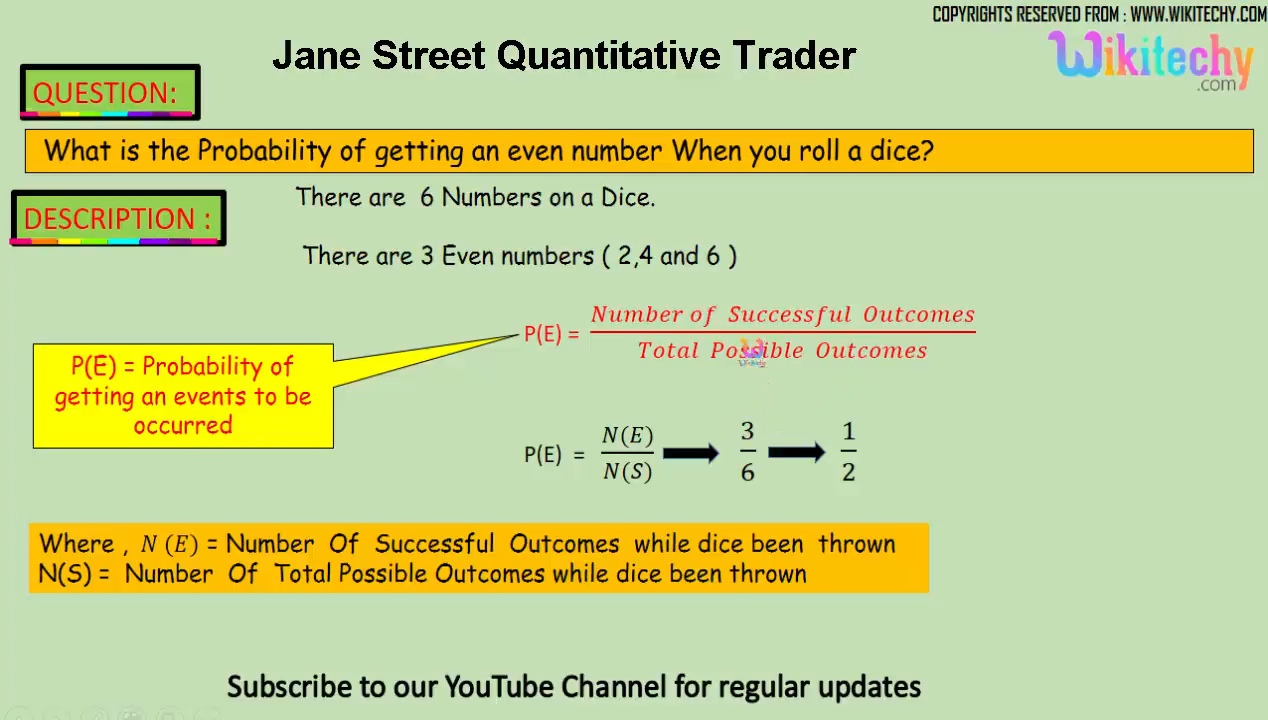 COPYRIGHTS RESERVED FROM : WWW.WIKITECHY.COM
Jane Street Quantitative Trader
Wikitechy
.com
QUESTION:
What is the Probability of getting an even number When you roll a dice?
DESCRIPTION :
There are 6 Numbers on a Dice.
There are 3 Even numbers ( 2,4 and 6 )
P(E) = Number of Successful Outcomes
Total Possible Outcomes
P(E) = Probability of
getting an events to be
occurred
P(E) = N(E) 3 1
N(S) 6 2
Where , N (E) = Number Of Successful Outcomes while dice been thrown
N(S) = Number Of Total Possible Outcomes while dice been thrown
Subscribe to our YouTube Channel for regular updates